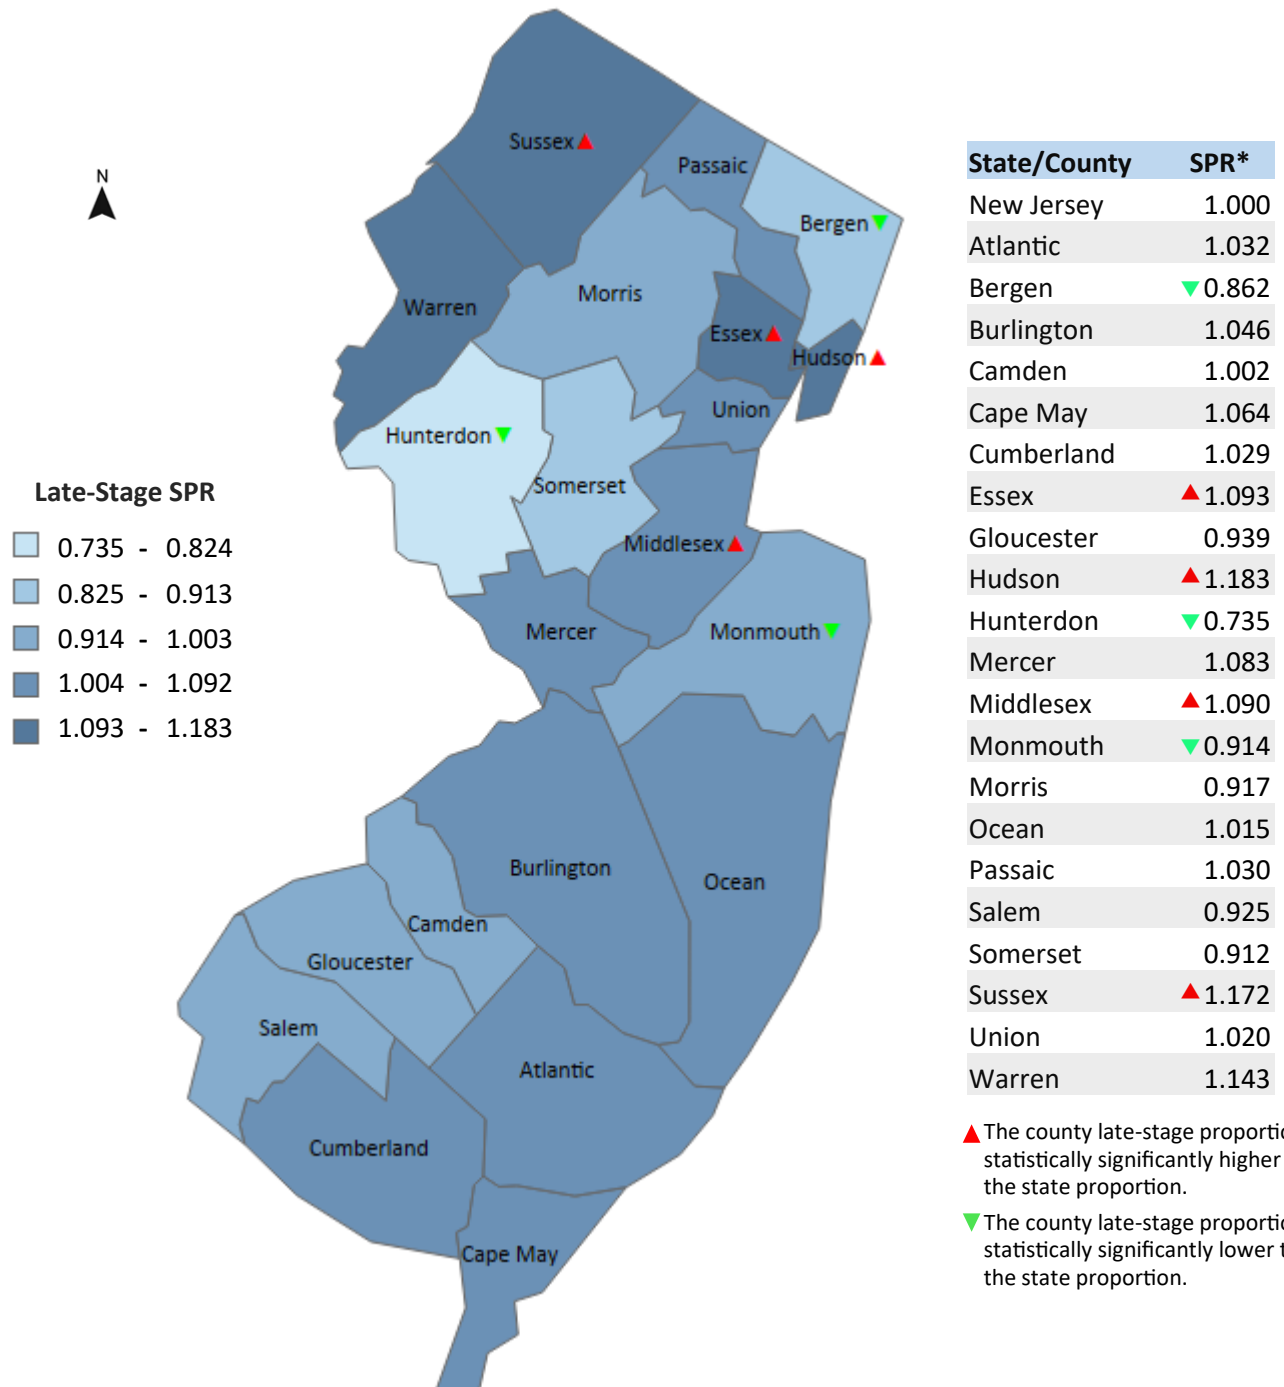 N
Sussex
Passaic
Bergen
Warren
Morris
Essex
Hudson
Union
Hunterdon
Somerset
Middlesex
Mercer
Monmouth
Burlington
Ocean
Camden
Gloucester
Salem
Atlantic
Cumberland
Cape May
Late-Stage SPR
0.735 - 0.824
0.825 - 0.913
0.914 - 1.003
1.004 - 1.092
1.093 - 1.183
State/County SPR*
New Jersey 1.000
Atlantic 1.032
Bergen ▼ 0.862
Burlington 1.046
Camden 1.002
Cape May 1.064
Cumberland 1.029
Essex ▲ 1.093
Gloucester 0.939
Hudson ▲ 1.183
Hunterdon ▼ 0.735
Mercer 1.083
Middlesex ▲ 1.090
Monmouth ▼ 0.914
Morris 0.917
Ocean 1.015
Passaic 1.030
Salem 0.925
Somerset 0.912
Sussex ▲ 1.172
Union 1.020
Warren 1.143
▲ The county late-stage
statistically significantly higher
the state proportion.
▼ The county late-stage
statistically significantly lower
the state proportion.